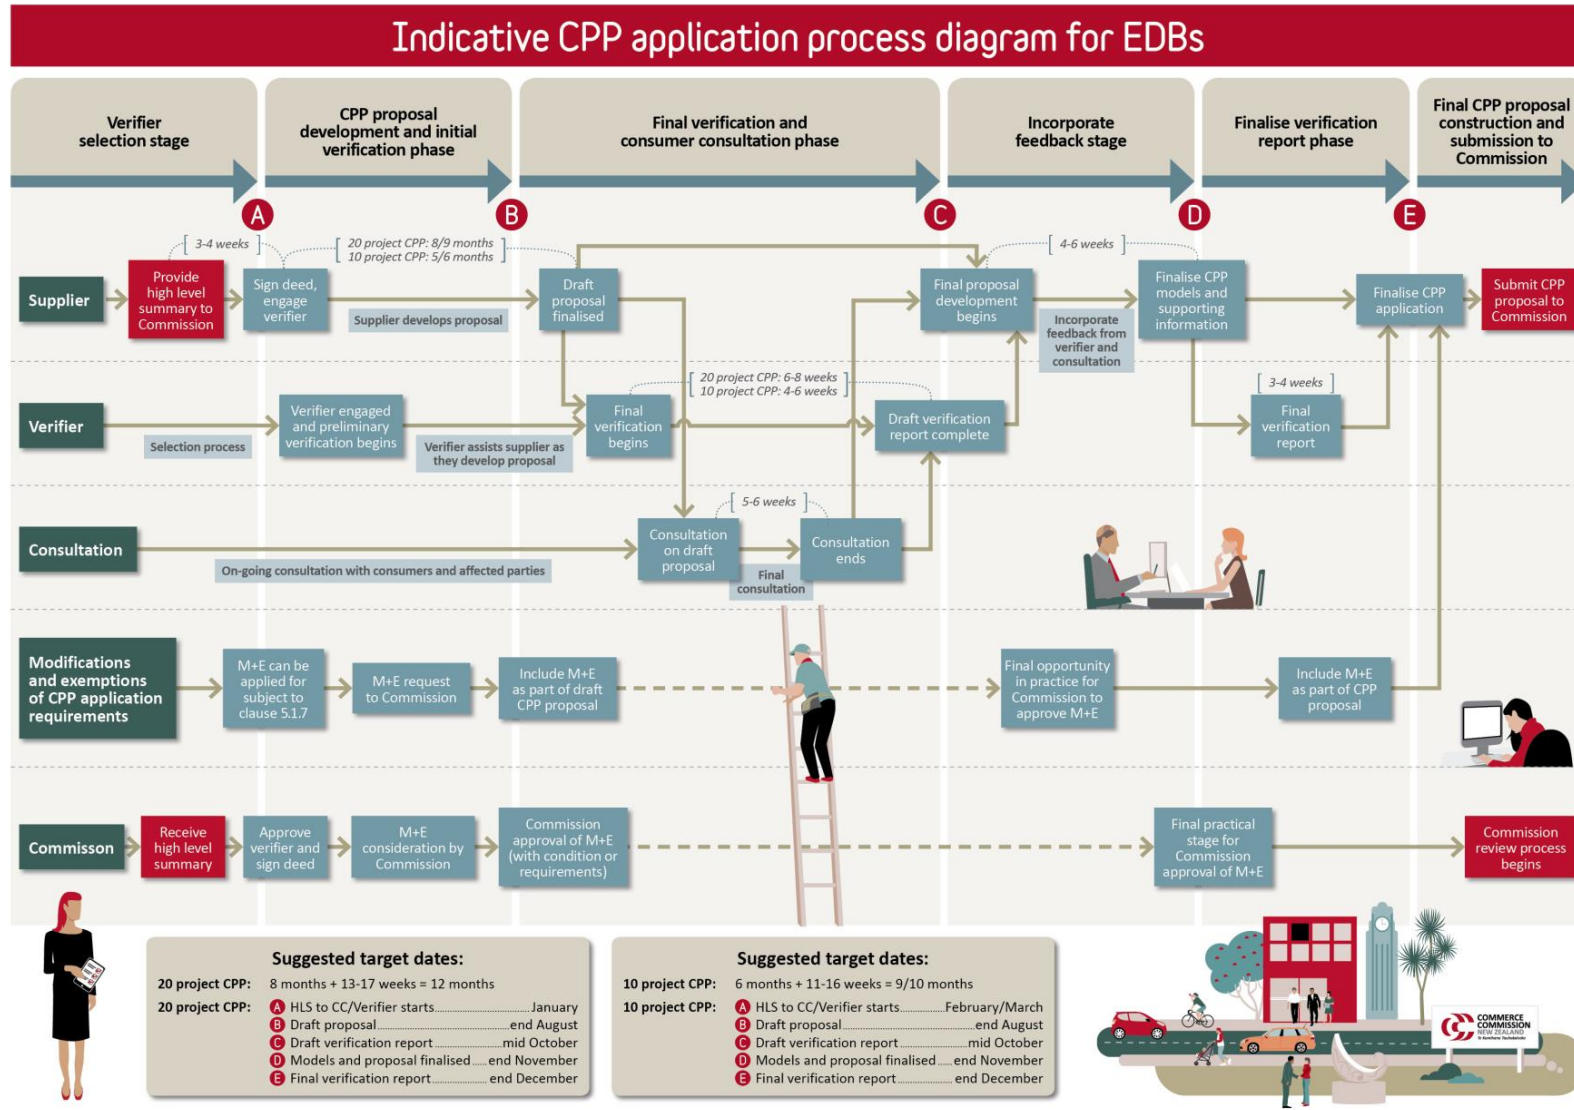 Indicative CPP application process diagram for EDBs
Verifier
selection stage
CPP proposal
development and initial
verification phase
Final verification and
consumer consultation phase
Incorporate
feedback stage
Finalise verification
report phase
Final CPP proposal
construction and
submission to
Commission
A
B
C
D
E
3-4 weeks
20 project CPP: 8/9 months
10 project CPP: 5/6 months
4-6 weeks
Supplier
Provide
high level
summary to
Commission
Sign deed,
engage
verifier
Supplier develops proposal
Draft
proposal
finalised
Final proposal
development
begins
Incorporate
feedback from
verifier and
consultation
Finalise CPP
models and
supporting
information
Finalise CPP
application
Submit CPP
proposal to
Commission
20 project CPP: 6-8 weeks
10 project CPP: 4-6 weeks
3-4 weeks
Verifier
Selection process
Verifier engaged
and preliminary
verification begins
Verifier assists supplier as
they develop proposal
Final
verification
begins
Draft verification
report complete
Final
verification
report
5-6 weeks
Consultation
On-going consultation with consumers and affected parties
Consultation
on draft
proposal
Final
consultation
Consultation
ends
Modifications
and exemptions
of CPP application
requirements
M+E can be
applied for
subject to
clause 5.1.7
M+E request
to Commission
Include M+E
as part of draft
CPP proposal
Final opportunity
in practice for
Commission to
approve M+E
Include M+E
as part of CPP
proposal
Commisson
Receive
high level
summary
Approve
verifier and
sign deed
M+E
consideration by
Commission
Commission
approval of M+E
(with condition or
requirements)
Final practical
stage for
Commission
approval of M+E
Commission
review process
begins
Suggested target dates:
20 project CPP: 8 months + 13-17 weeks = 12 months
20 project CPP: A HLS to CC/Verifier starts January
B Draft proposal end August
C Draft verification report mid October
D Models and proposal finalised end November
E Final verification report end December
Suggested target dates:
10 project CPP: 6 months + 11-16 weeks = 9/10 months
10 project CPP: A HLS to CC/Verifier starts February/March
B Draft proposal end August
C Draft verification report mid October
D Models and proposal finalised end November
E Final verification report end December
COMMERCE
COMMISSION
NEW ZEALAND
Te Komihana Tauhokohoko